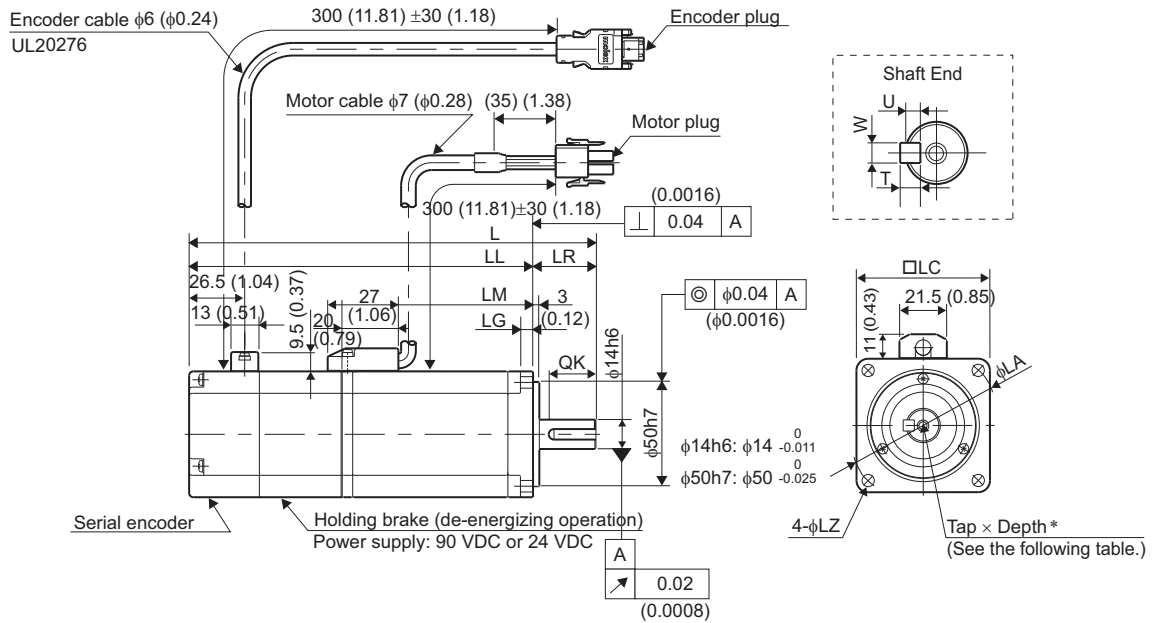 Encoder cable ϕ6 (ϕ0.24)
UL20276
300 (11.81) ±30 (1.18)
Encoder plug
Motor cable ϕ7 (ϕ0.28)
(35) (1.38)
Motor plug
Shaft End
U
W
T
300 (11.81)±30 (1.18)
(0.0016)
⊥ 0.04 A
L
LL
LR
26.5 (1.04)
27
(1.06)
LM
3
(0.12)
13 (0.51)
9.5 (0.37)
20
(0.79)
LG
◎ ϕ0.04 A
(ϕ0.0016)
□LC
21.5 (0.85)
11 (0.43)
QK
ϕ14h6
ϕ50h7
ϕLA
ϕ14h6: ϕ14 0 -0.011
ϕ50h7: ϕ50 0 -0.025
Serial encoder
Holding brake (de-energizing operation)
Power supply: 90 VDC or 24 VDC
4-ϕLZ
Tap × Depth *
(See the following table.)
A
↗ 0.02
(0.0008)